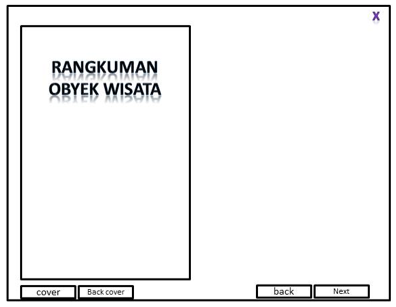 X
RANGKUMAN
OBYEK WISATA
cover
Back cover
back
Next